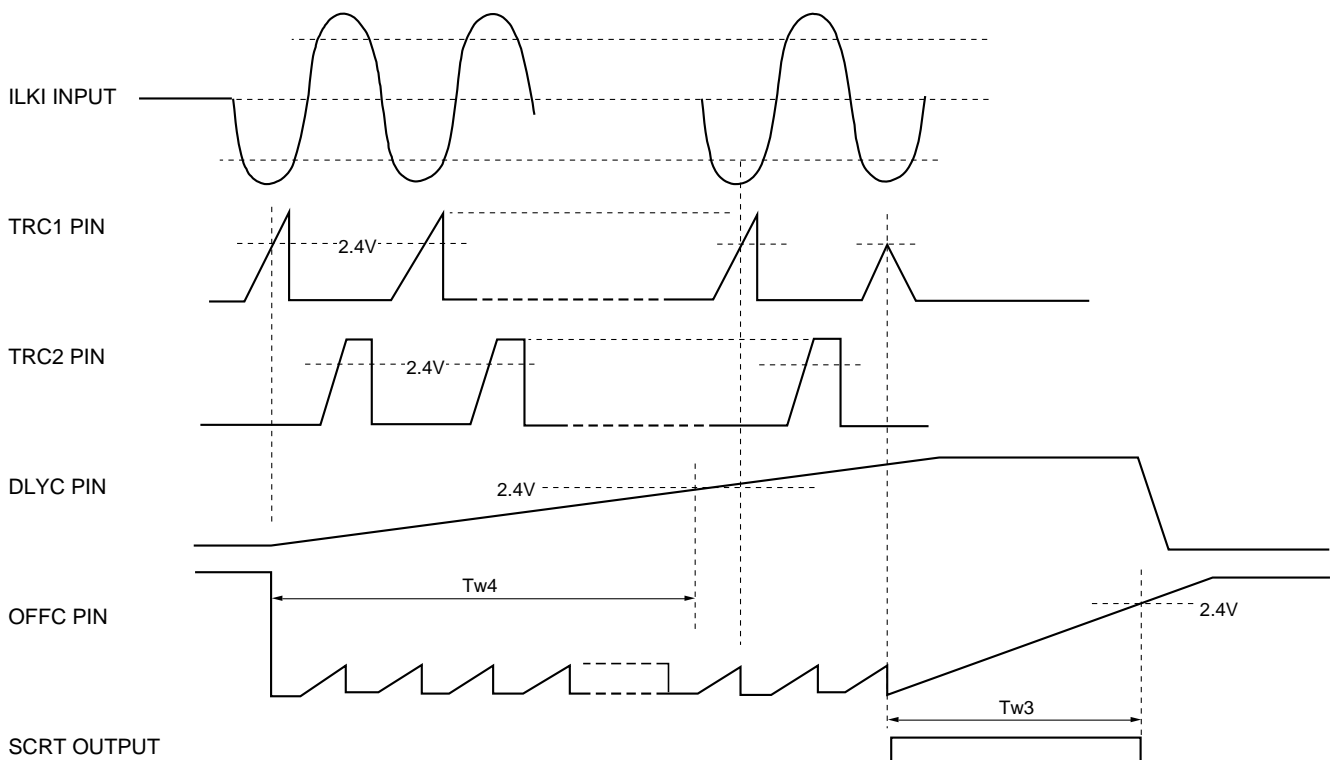 ILKI INPUT
TRC1 PIN
2.4V
TRC2 PIN
2.4V
DLYC PIN
2.4V
Tw4
OFFC PIN
2.4V
Tw3
SCRT OUTPUT